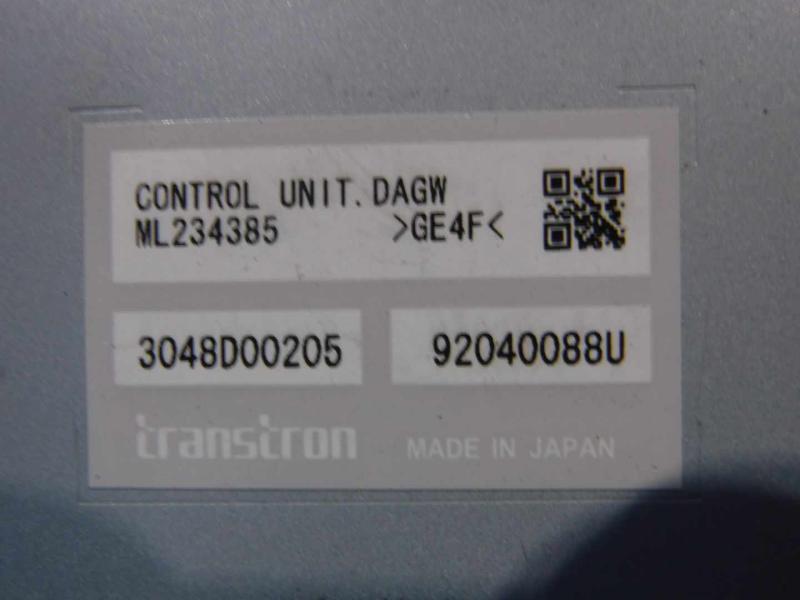 CONTROL UNIT.DAGW
ML234385 >GE4F<
3048D00205 92040088U
transtron MADE IN JAPAN